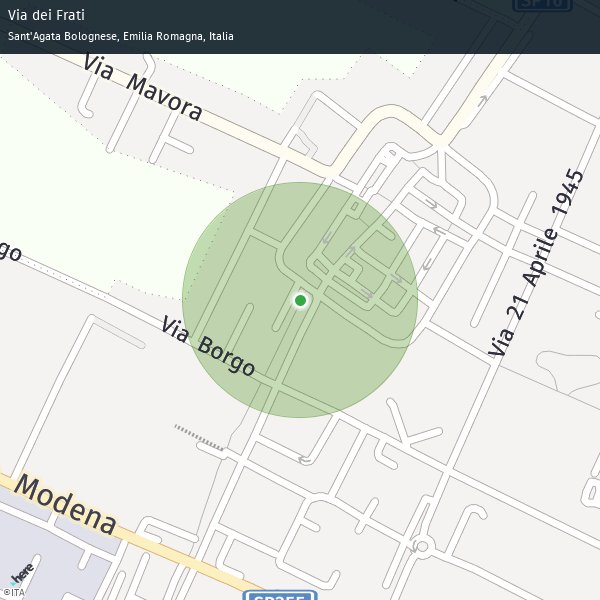 Via dei Frati
Sant'Agata Bolognese, Emilia Romagna, Italia
Via Mavora
Via 21 Aprile 1945
go
Via Borgo
Modena
here
©ITA